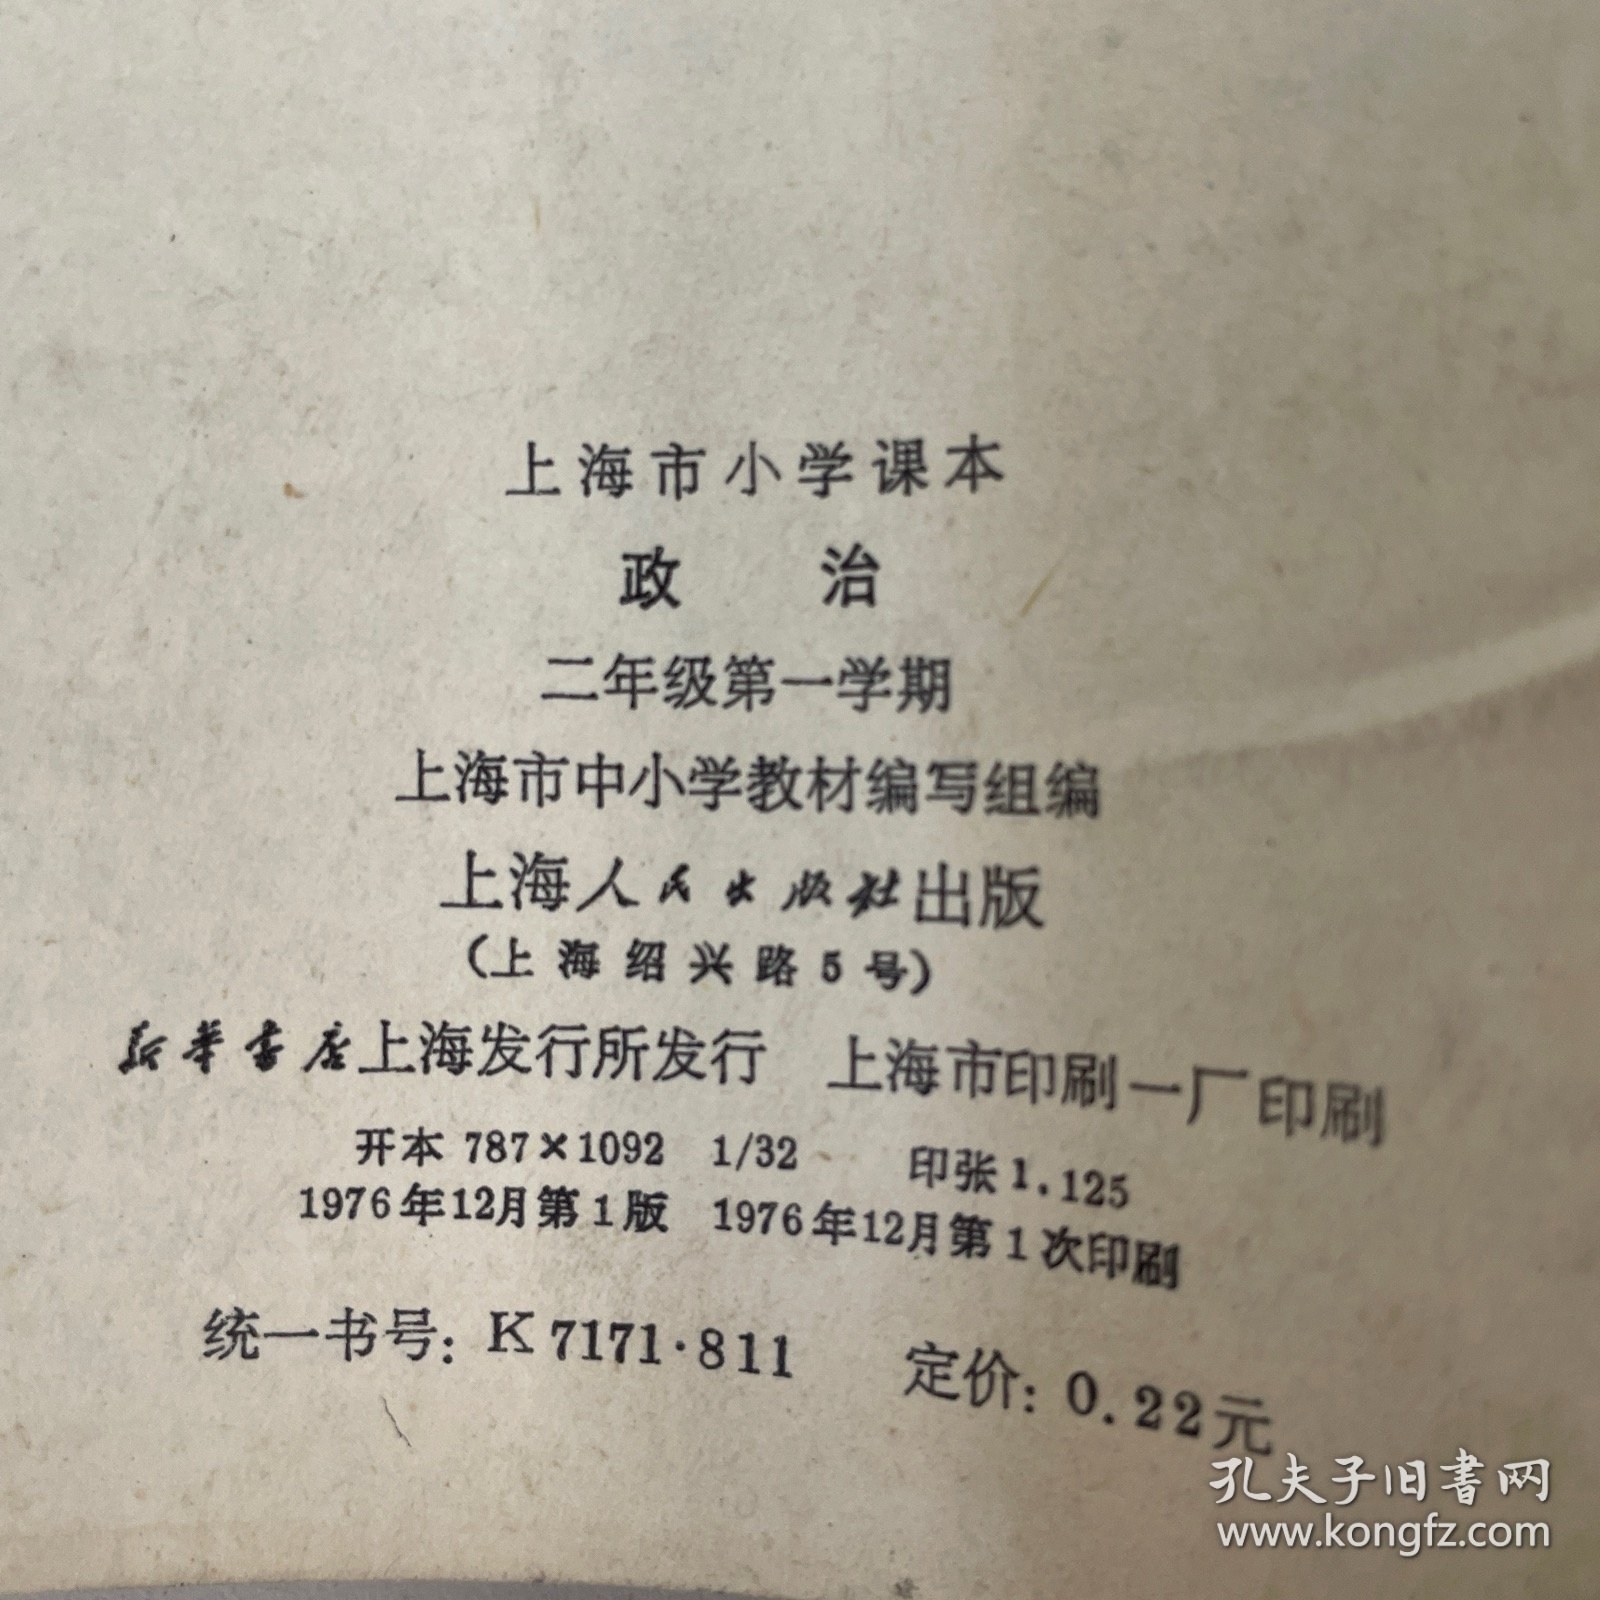 上海市小学课本
政 治
二年级第一学期
上海市中小学教材编写组编
上海人民出版社出版
(上海绍兴路5号)
新华书店上海发行所发行 上海市印刷一厂印刷
开本 787×1092 1/32 印张1.125
1976年12月第1版 1976年12月第1次印刷
统一书号: K7171·811 定价: 0.22元
孔夫子旧书网
www.kongfz.com